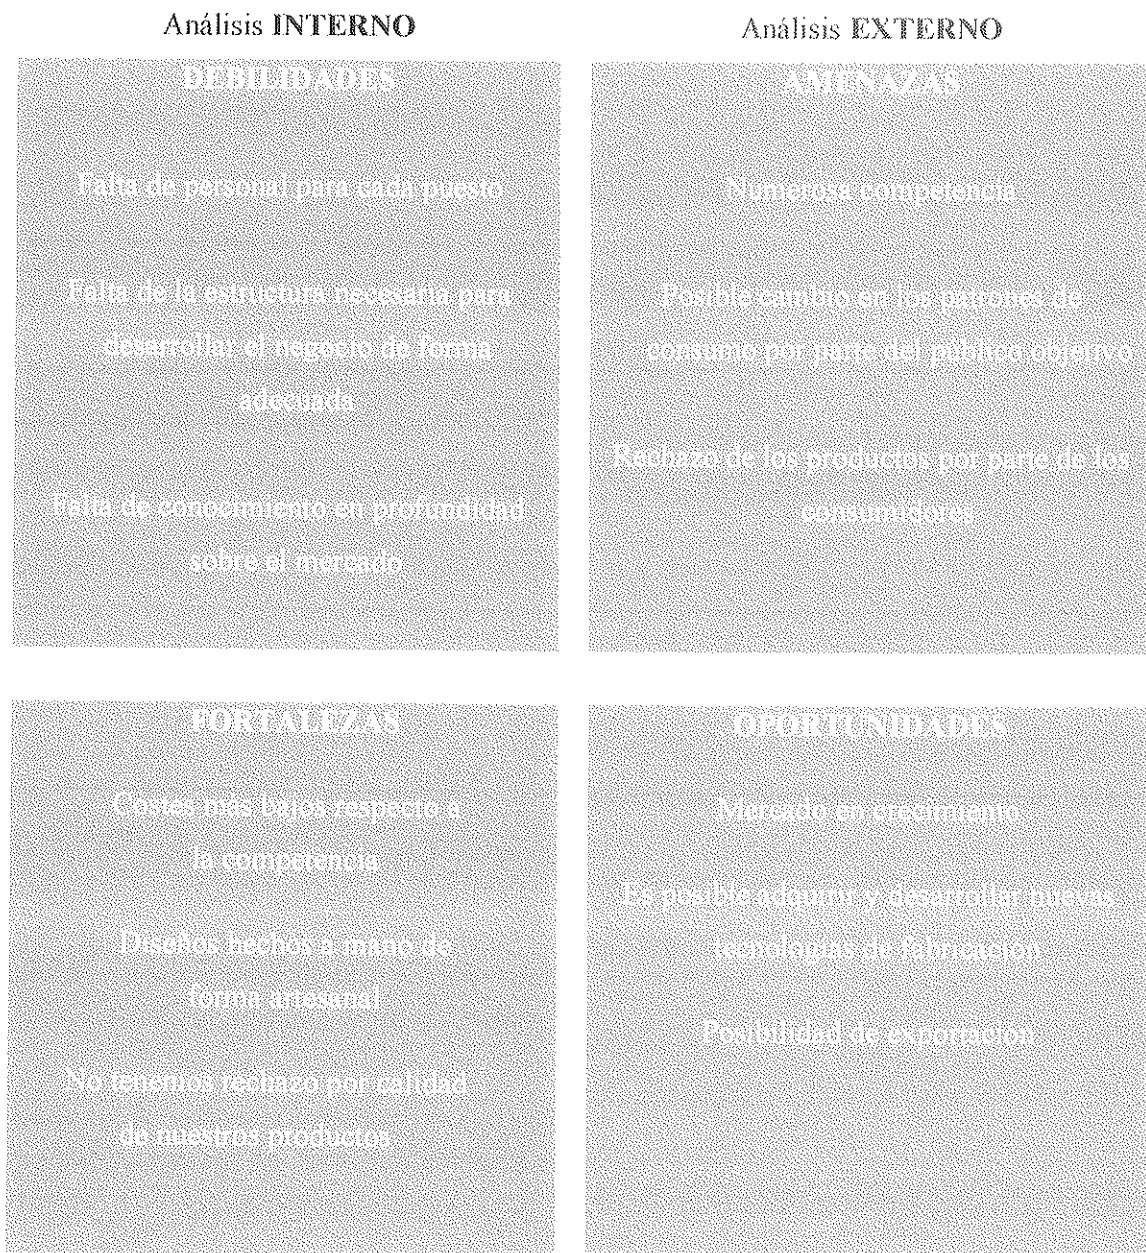 Análisis INTERNO
Análisis EXTERNO
DEBILIDADES
Falta de personal para cada puesto
Falta de la estructura necesaria para
desarrollar el negocio de forma
adecuada
Falta de conocimiento en profundidad
sobre el mercado
AMENAZAS
Numerosa competencia
Posible cambio en los patrones de
consumo por parte del público objetivo
Rechazo de los productos por parte de los
consumidores
FORTALEZAS
Costes más bajos respecto a
la competencia
Diseños hechos a mano de
forma artesanal
No tenemos rechazo por calidad
de nuestros productos
OPORTUNIDADES
Mercado en crecimiento
Es posible adquirir y desarrollar nuevas
tecnologías de fabricación
Posibilidad de exportación